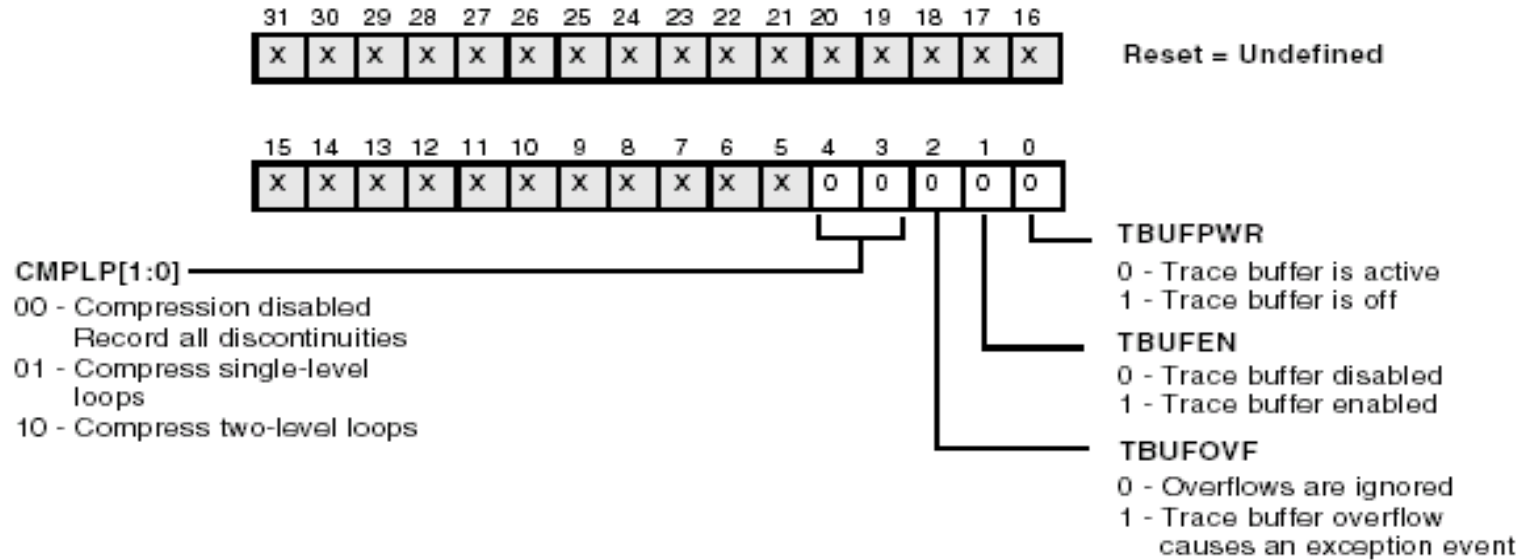 31 30 29 28 27 26 25 24 23 22 21 20 19 18 17 16
X X X X X X X X X X X X X X X X
Reset = Undefined
15 14 13 12 11 10 9 8 7 6 5 4 3 2 1 0
X X X X X X X X X X X 0 0 0 0 0
CMPLP[1:0]
00 - Compression disabled
Record all discontinuities
01 - Compress single-level
loops
10 - Compress two-level loops
TBUFPWR
0 - Trace buffer is active
1 - Trace buffer is off
TBUFEN
0 - Trace buffer disabled
1 - Trace buffer enabled
TBUFOVF
0 - Overflows are ignored
1 - Trace buffer overflow
causes an exception event